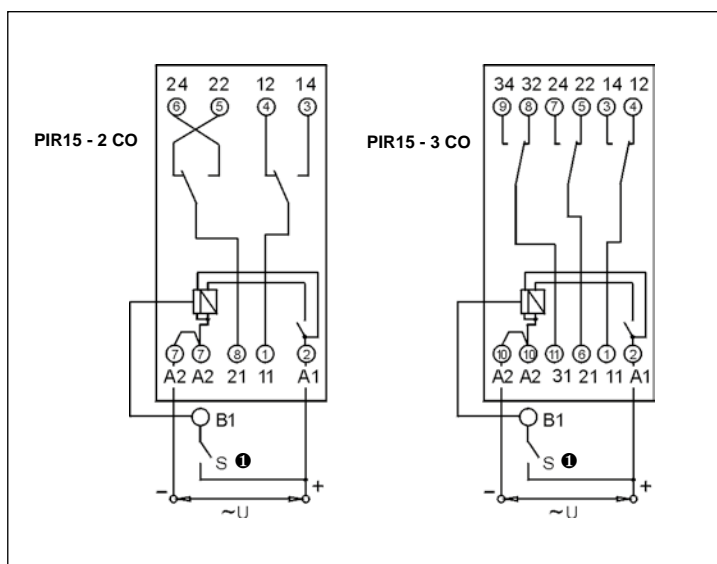 24 22 12 14
6 5 4 3
PIR15 - 2 CO
7 7 8 1 2
A2 A2 21 11 A1
B1
S ❶
- +
~U
34 32 24 22 14 12
9 8 7 5 3 4
PIR15 - 3 CO
10 10 11 6 1 2
A2 A2 31 21 11 A1
B1
S ❶
- +
~U